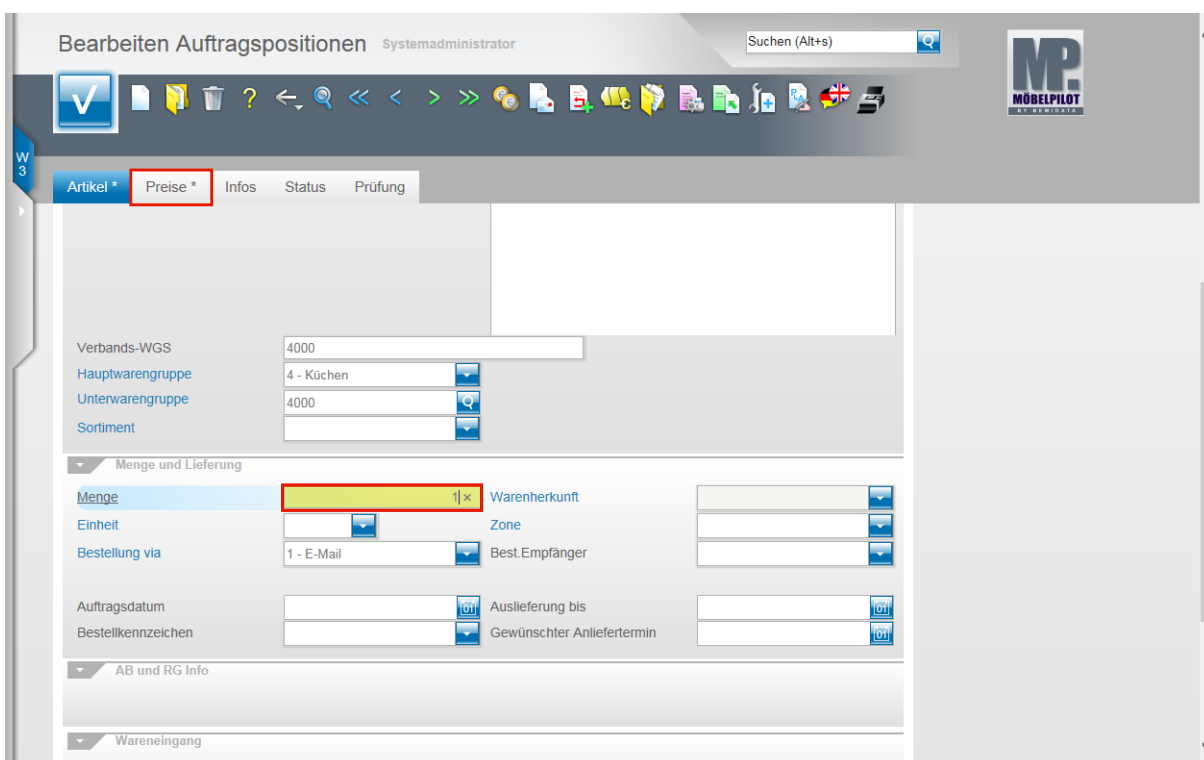 Bearbeiten Auftragspositionen Systemadministrator
Suchen (Alt+s)
MP.
MÖBELPILOT
BY BEMIDATA
W
3
Artikel * Preise * Infos Status Prüfung
Verbands-WGS 4000
Hauptwarengruppe 4 - Küchen
Unterwarengruppe 4000
Sortiment
Menge und Lieferung
Menge 1 × Warenherkunft
Einheit Zone
Bestellung via 1 - E-Mail Best.Empfänger
Auftragsdatum Auslieferung bis
Bestellkennzeichen Gewünschter Anliefertermin
AB und RG Info
Wareneingang